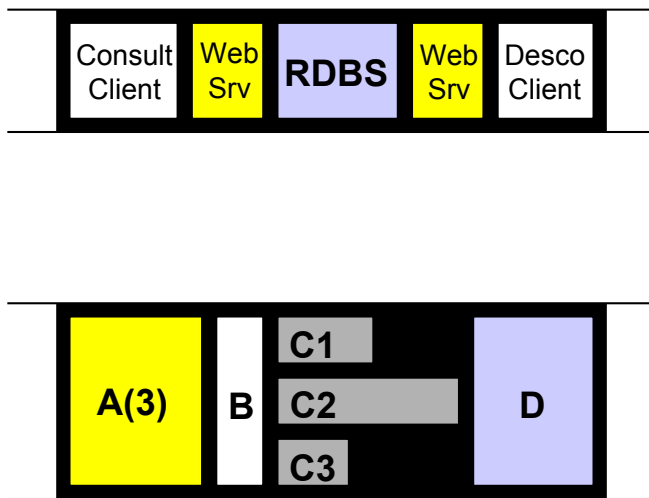 Consult
Client
Web
Srv
RDBS
Web
Srv
Desco
Client
A(3)
B
C1
C2
C3
D